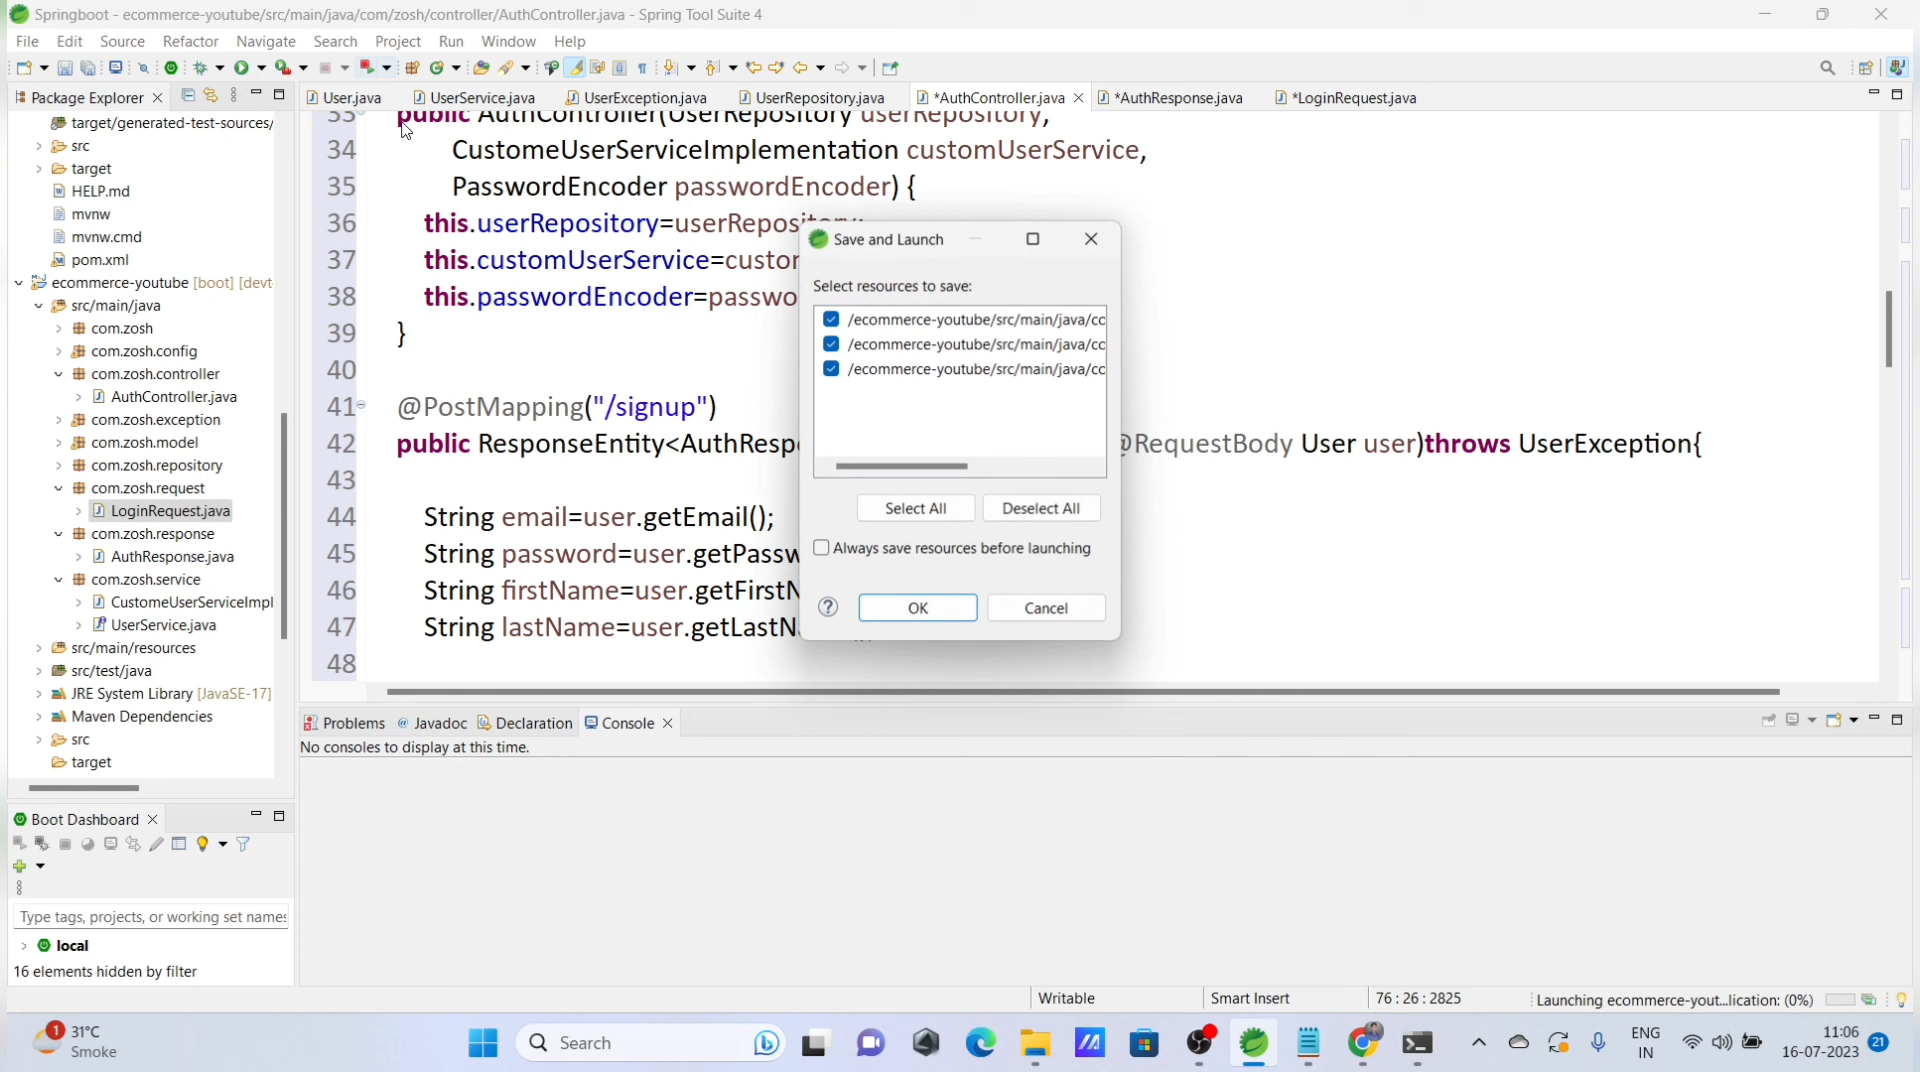 Springboot - ecommerce-youtube/src/main/java/com/zosh/controller/AuthController.java - Spring Tool Suite 4
File Edit Source Refactor Navigate Search Project Run Window Help
Package Explorer
User.java UserService.java UserException.java UserRepository.java *AuthController.java *AuthResponse.java *LoginRequest.java
target/generated-test-sources/
src
target
HELP.md
mvnw
mvnw.cmd
pom.xml
ecommerce-youtube [boot] [devt
src/main/java
com.zosh
com.zosh.config
com.zosh.controller
AuthController.java
com.zosh.exception
com.zosh.model
com.zosh.repository
com.zosh.request
LoginRequest.java
com.zosh.response
AuthResponse.java
com.zosh.service
CustomeUserServiceImpl
UserService.java
src/main/resources
src/test/java
JRE System Library [JavaSE-17]
Maven Dependencies
src
target
33 public AuthController(UserRepository userRepository,
34 CustomeUserServiceImplementation customUserService,
35 PasswordEncoder passwordEncoder) {
36 this.userRepository=userRepos
37 this.customUserService=custor
38 this.passwordEncoder=passwo
39 }
40
41 @PostMapping("/signup")
42 public ResponseEntity<AuthResp @RequestBody User user)throws UserException{
43
44 String email=user.getEmail();
45 String password=user.getPassw
46 String firstName=user.getFirstN
47 String lastName=user.getLastN
48
Save and Launch
Select resources to save:
/ecommerce-youtube/src/main/java/co
/ecommerce-youtube/src/main/java/co
/ecommerce-youtube/src/main/java/co
Select All Deselect All
Always save resources before launching
OK Cancel
Problems Javadoc Declaration Console
No consoles to display at this time.
Boot Dashboard
Type tags, projects, or working set names
local
16 elements hidden by filter
Writable Smart Insert 76 : 26 : 2825 Launching ecommerce-yout...lication: (0%)
1
31°C
Smoke
Search
ENG
IN
11:06
16-07-2023
21